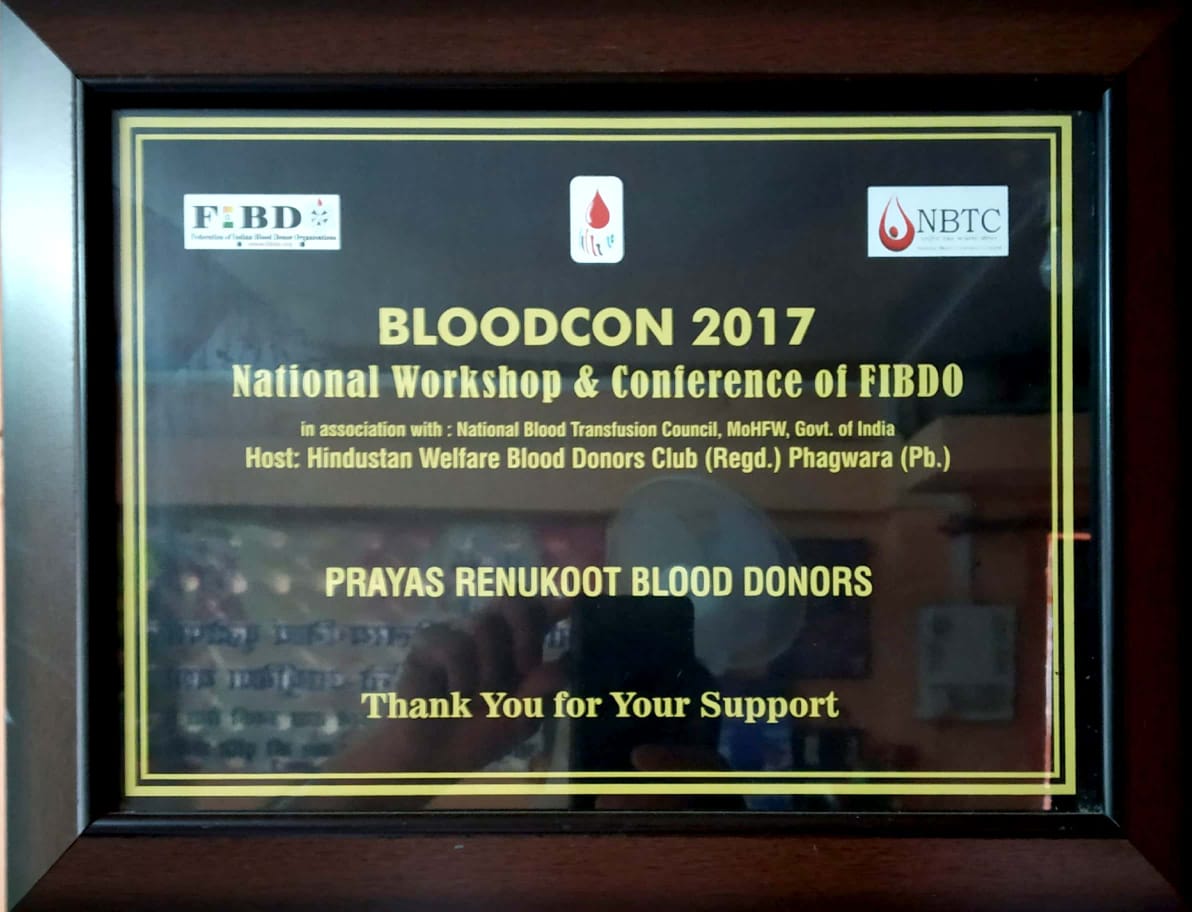 FIBD
Federation of Indian Blood Donor Organisations
NBTC
BLOODCON 2017
National Workshop & Conference of FIBDO
in association with : National Blood Transfusion Council, MoHFW, Govt. of India
Host: Hindustan Welfare Blood Donors Club (Regd.) Phagwara (Pb.)
PRAYAS RENUKOOT BLOOD DONORS
Thank You for Your Support